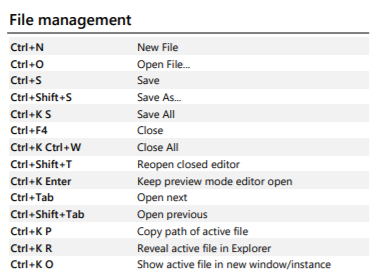 File management
Ctrl+N New File
Ctrl+O Open File...
Ctrl+S Save
Ctrl+Shift+S Save As...
Ctrl+K S Save All
Ctrl+F4 Close
Ctrl+K Ctrl+W Close All
Ctrl+Shift+T Reopen closed editor
Ctrl+K Enter Keep preview mode editor open
Ctrl+Tab Open next
Ctrl+Shift+Tab Open previous
Ctrl+K P Copy path of active file
Ctrl+K R Reveal active file in Explorer
Ctrl+K O Show active file in new window/instance